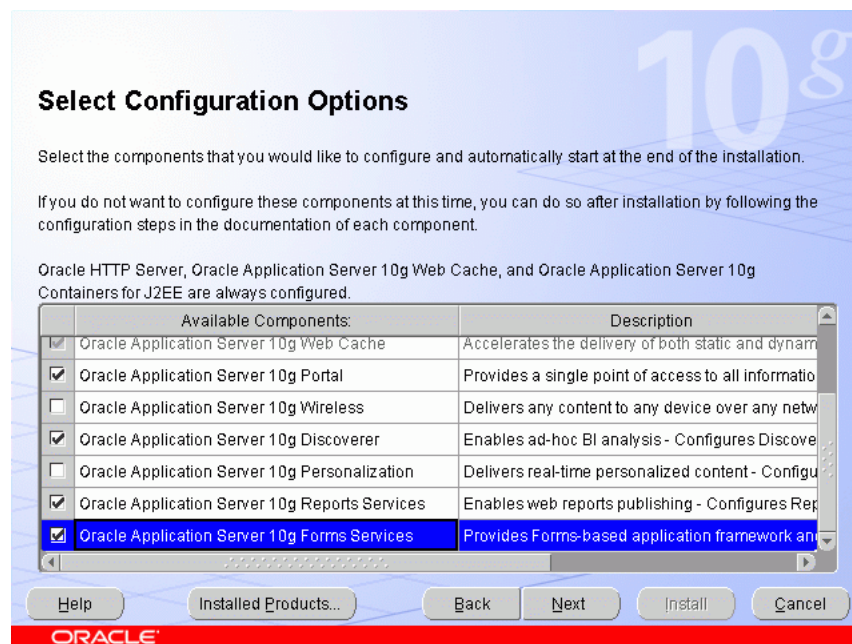 10g
Select Configuration Options
Select the components that you would like to configure and automatically start at the end of the installation.
If you do not want to configure these components at this time, you can do so after installation by following the
configuration steps in the documentation of each component.
Oracle HTTP Server, Oracle Application Server 10g Web Cache, and Oracle Application Server 10g
Containers for J2EE are always configured.
Available Components: Description
Oracle Application Server 10g Web Cache Accelerates the delivery of both static and dynam
Oracle Application Server 10g Portal Provides a single point of access to all informatio
Oracle Application Server 10g Wireless Delivers any content to any device over any netw
Oracle Application Server 10g Discoverer Enables ad-hoc BI analysis - Configures Discove
Oracle Application Server 10g Personalization Delivers real-time personalized content - Configu
Oracle Application Server 10g Reports Services Enables web reports publishing - Configures Rep
Oracle Application Server 10g Forms Services Provides Forms-based application framework an
Help Installed Products... Back Next Install Cancel
ORACLE